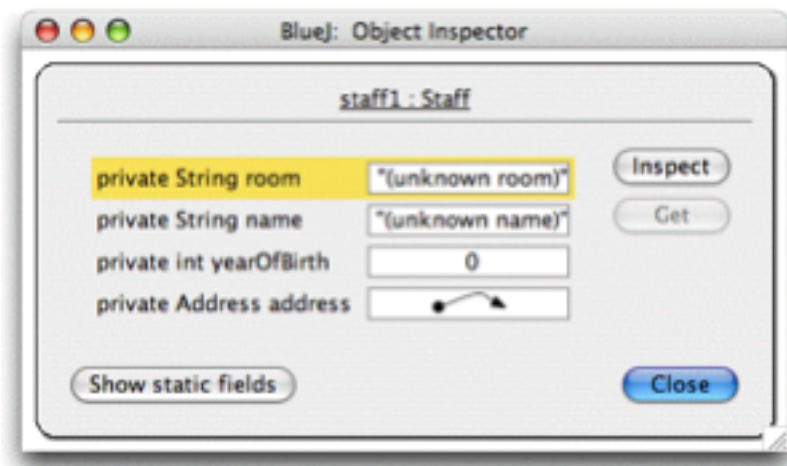 BlueJ: Object Inspector
staff1 : Staff
private String room "(unknown room)"
Inspect
private String name "(unknown name)"
Get
private int yearOfBirth 0
private Address address
Show static fields
Close